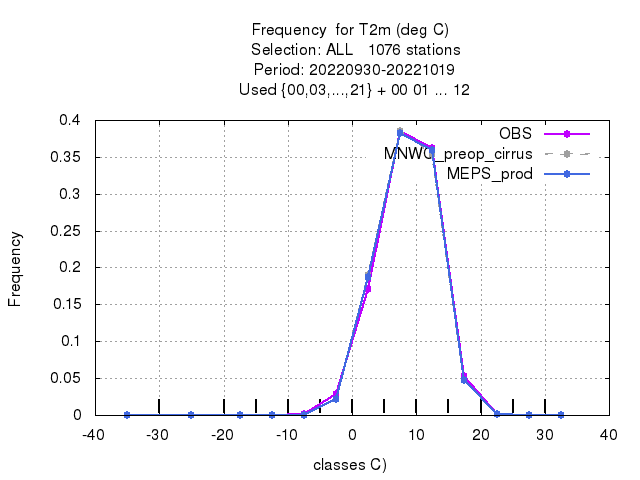 Frequency  for T2m (deg C)
Selection: ALL   1076 stations
Period: 20220930-20221019
Used {00,03,...,21} + 00 01 ... 12
OBS
MNWC_preop_cirrus
MEPS_prod
0.4
0.35
0.3
0.25
0.2
0.15
0.1
0.05
0
Frequency
-40 -30 -20 -10 0 10 20 30 40
classes C)